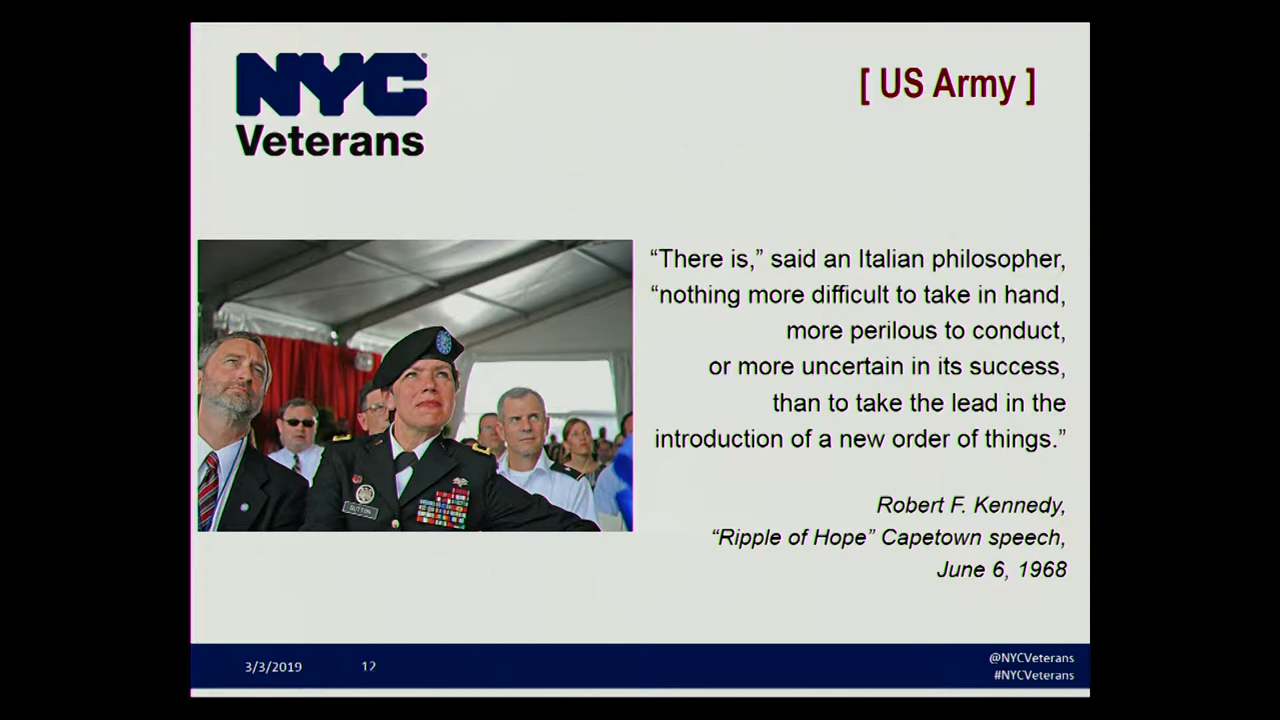 NYC
Veterans
[ US Army ]
SUTTON
“There is,” said an Italian philosopher,
“nothing more difficult to take in hand,
more perilous to conduct,
or more uncertain in its success,
than to take the lead in the
introduction of a new order of things.”
Robert F. Kennedy,
“Ripple of Hope” Capetown speech,
June 6, 1968
3/3/2019
12
@NYCVeterans
#NYCVeterans